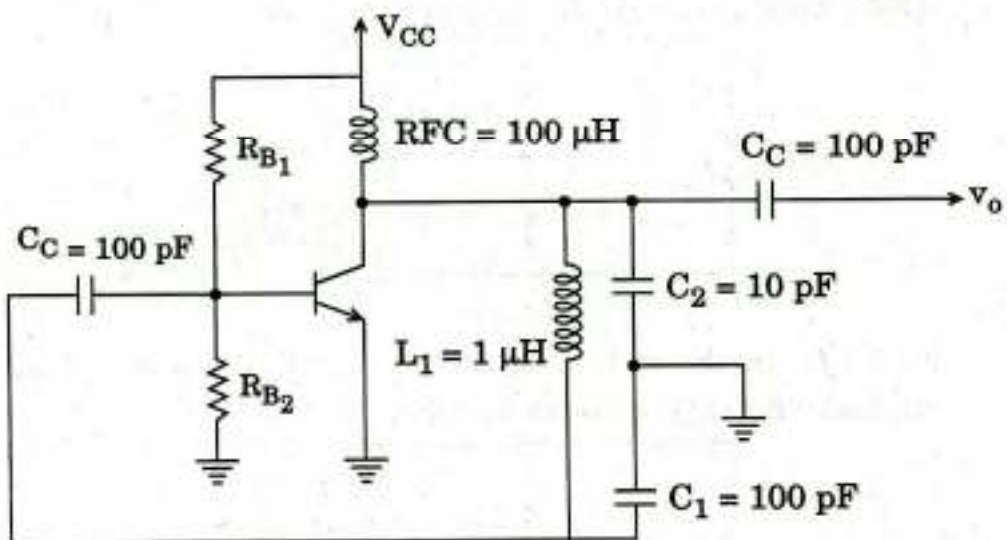 V_CC
RFC = 100 μH
R_B1
C_C = 100 pF
v_o
C_C = 100 pF
C_2 = 10 pF
L_1 = 1 μH
R_B2
C_1 = 100 pF